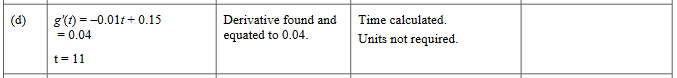 (d)
g'(t) = –0.01t + 0.15
= 0.04
t = 11
Derivative found and
equated to 0.04.
Time calculated.
Units not required.